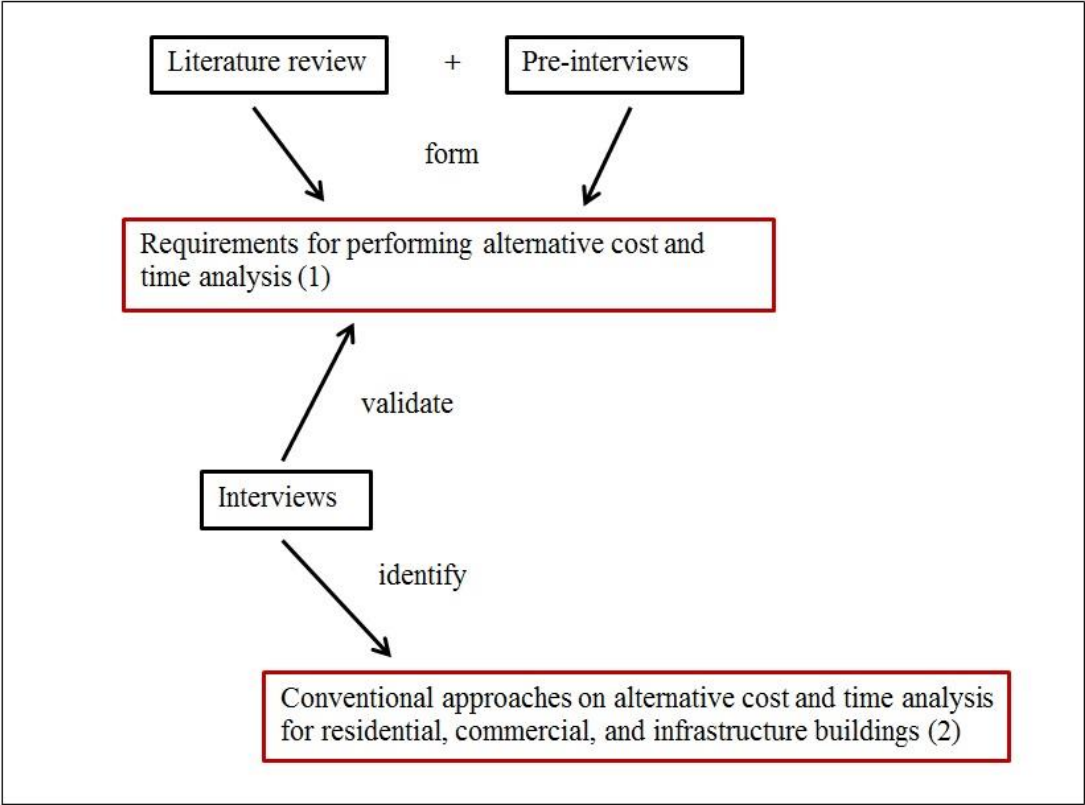 Literature review + Pre-interviews
form
Requirements for performing alternative cost and
time analysis (1)
validate
Interviews
identify
Conventional approaches on alternative cost and time analysis
for residential, commercial, and infrastructure buildings (2)